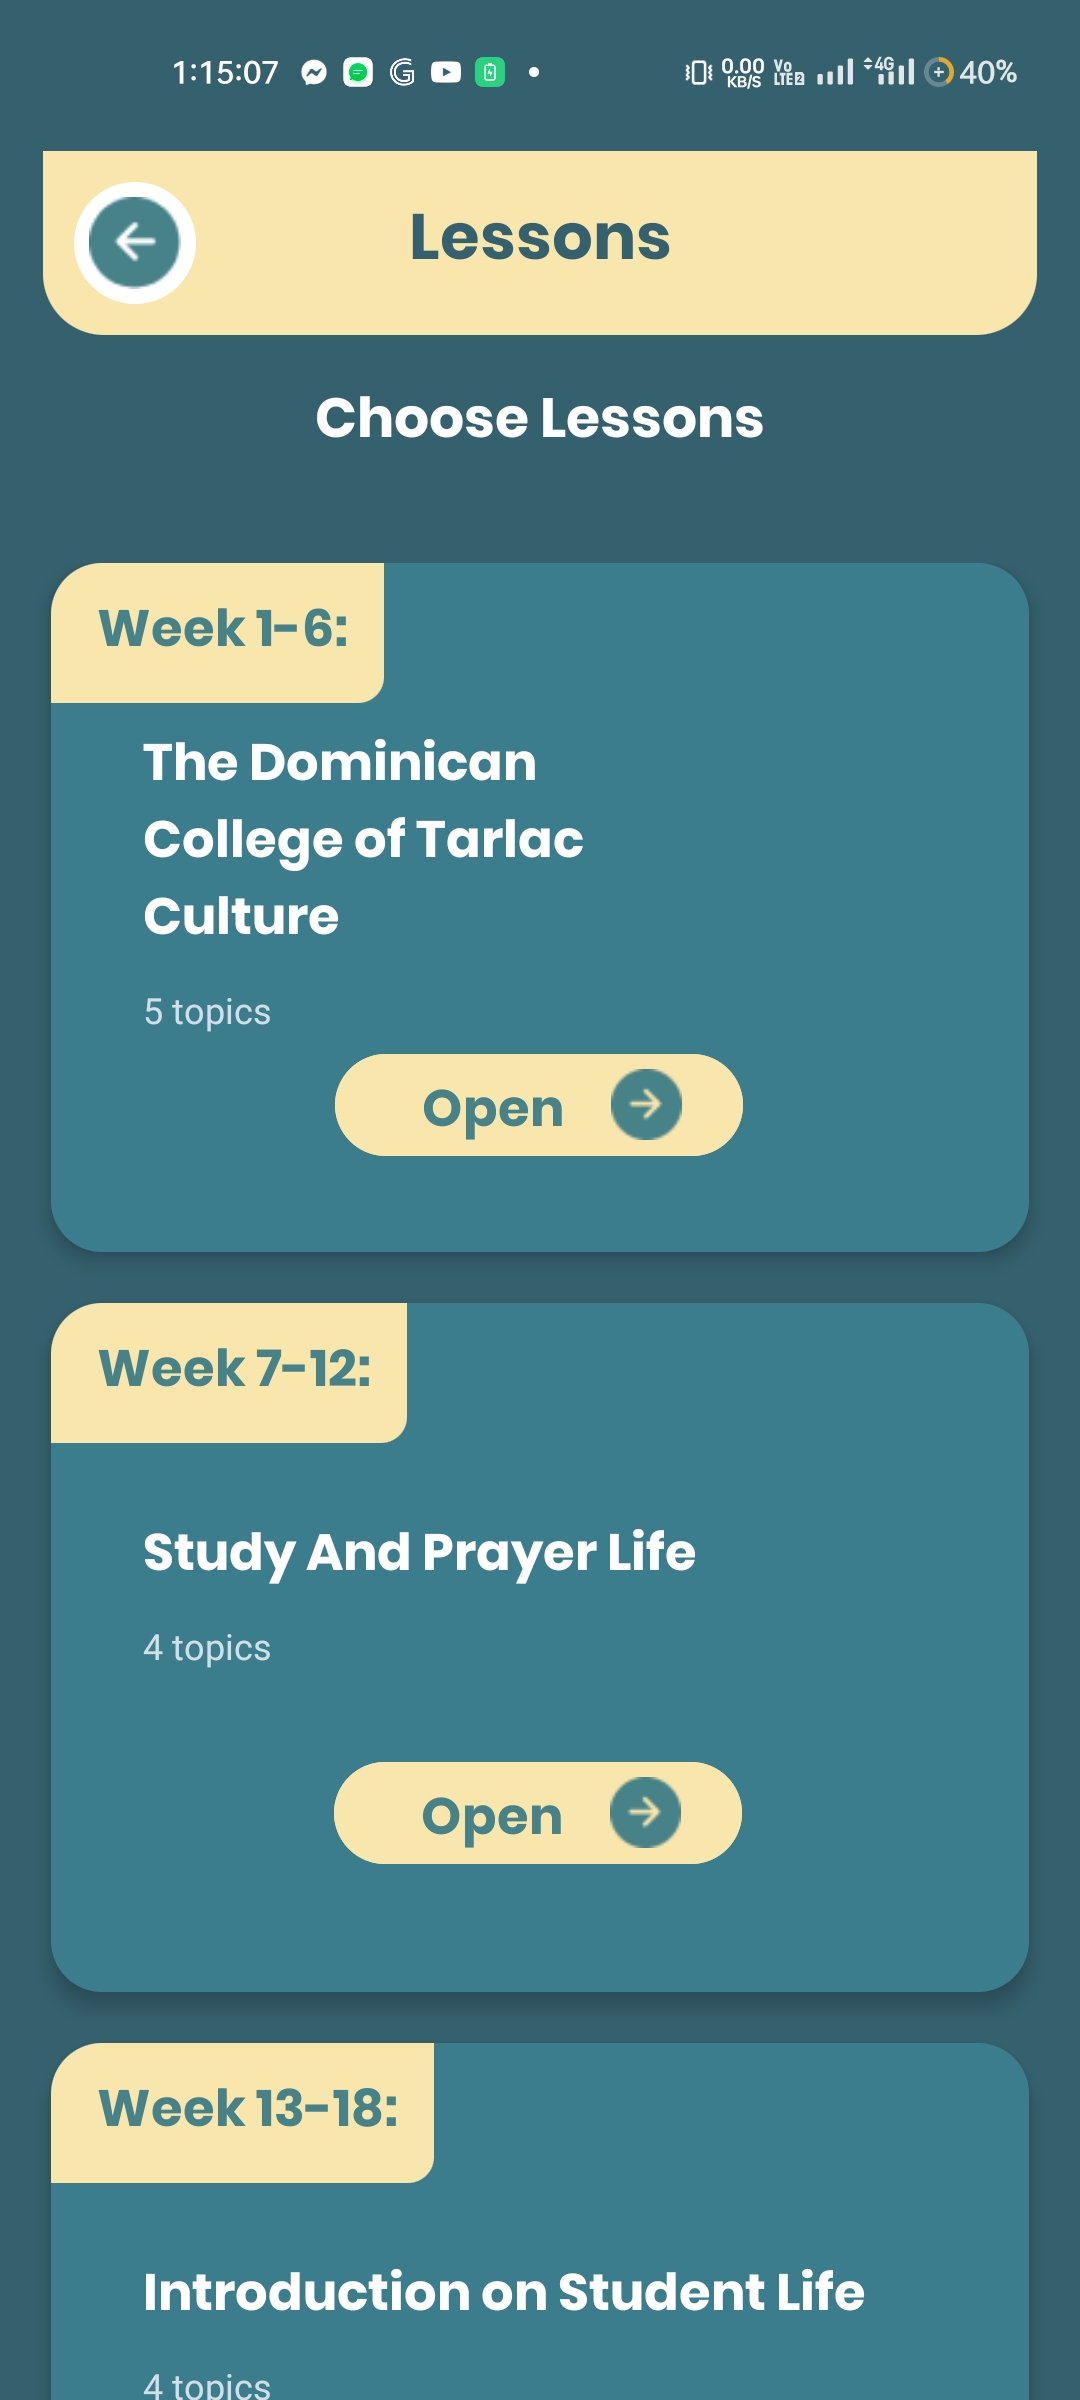 1:15:07 0.00 KB/S Vo LTE 2 4G 40%
Lessons
Choose Lessons
Week 1-6:
The Dominican
College of Tarlac
Culture
5 topics
Open
Week 7-12:
Study And Prayer Life
4 topics
Open
Week 13-18:
Introduction on Student Life
4 topics